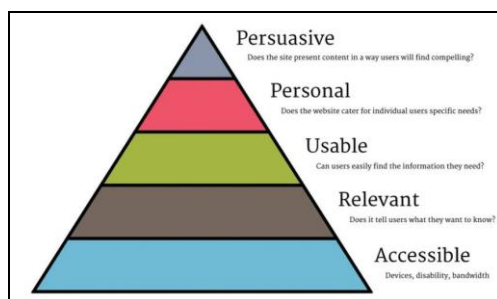 Persuasive
Does the site present content in a way users will find compelling?
Personal
Does the website cater for individual users specific needs?
Usable
Can users easily find the information they need?
Relevant
Does it tell users what they want to know?
Accessible
Devices, disability, bandwidth